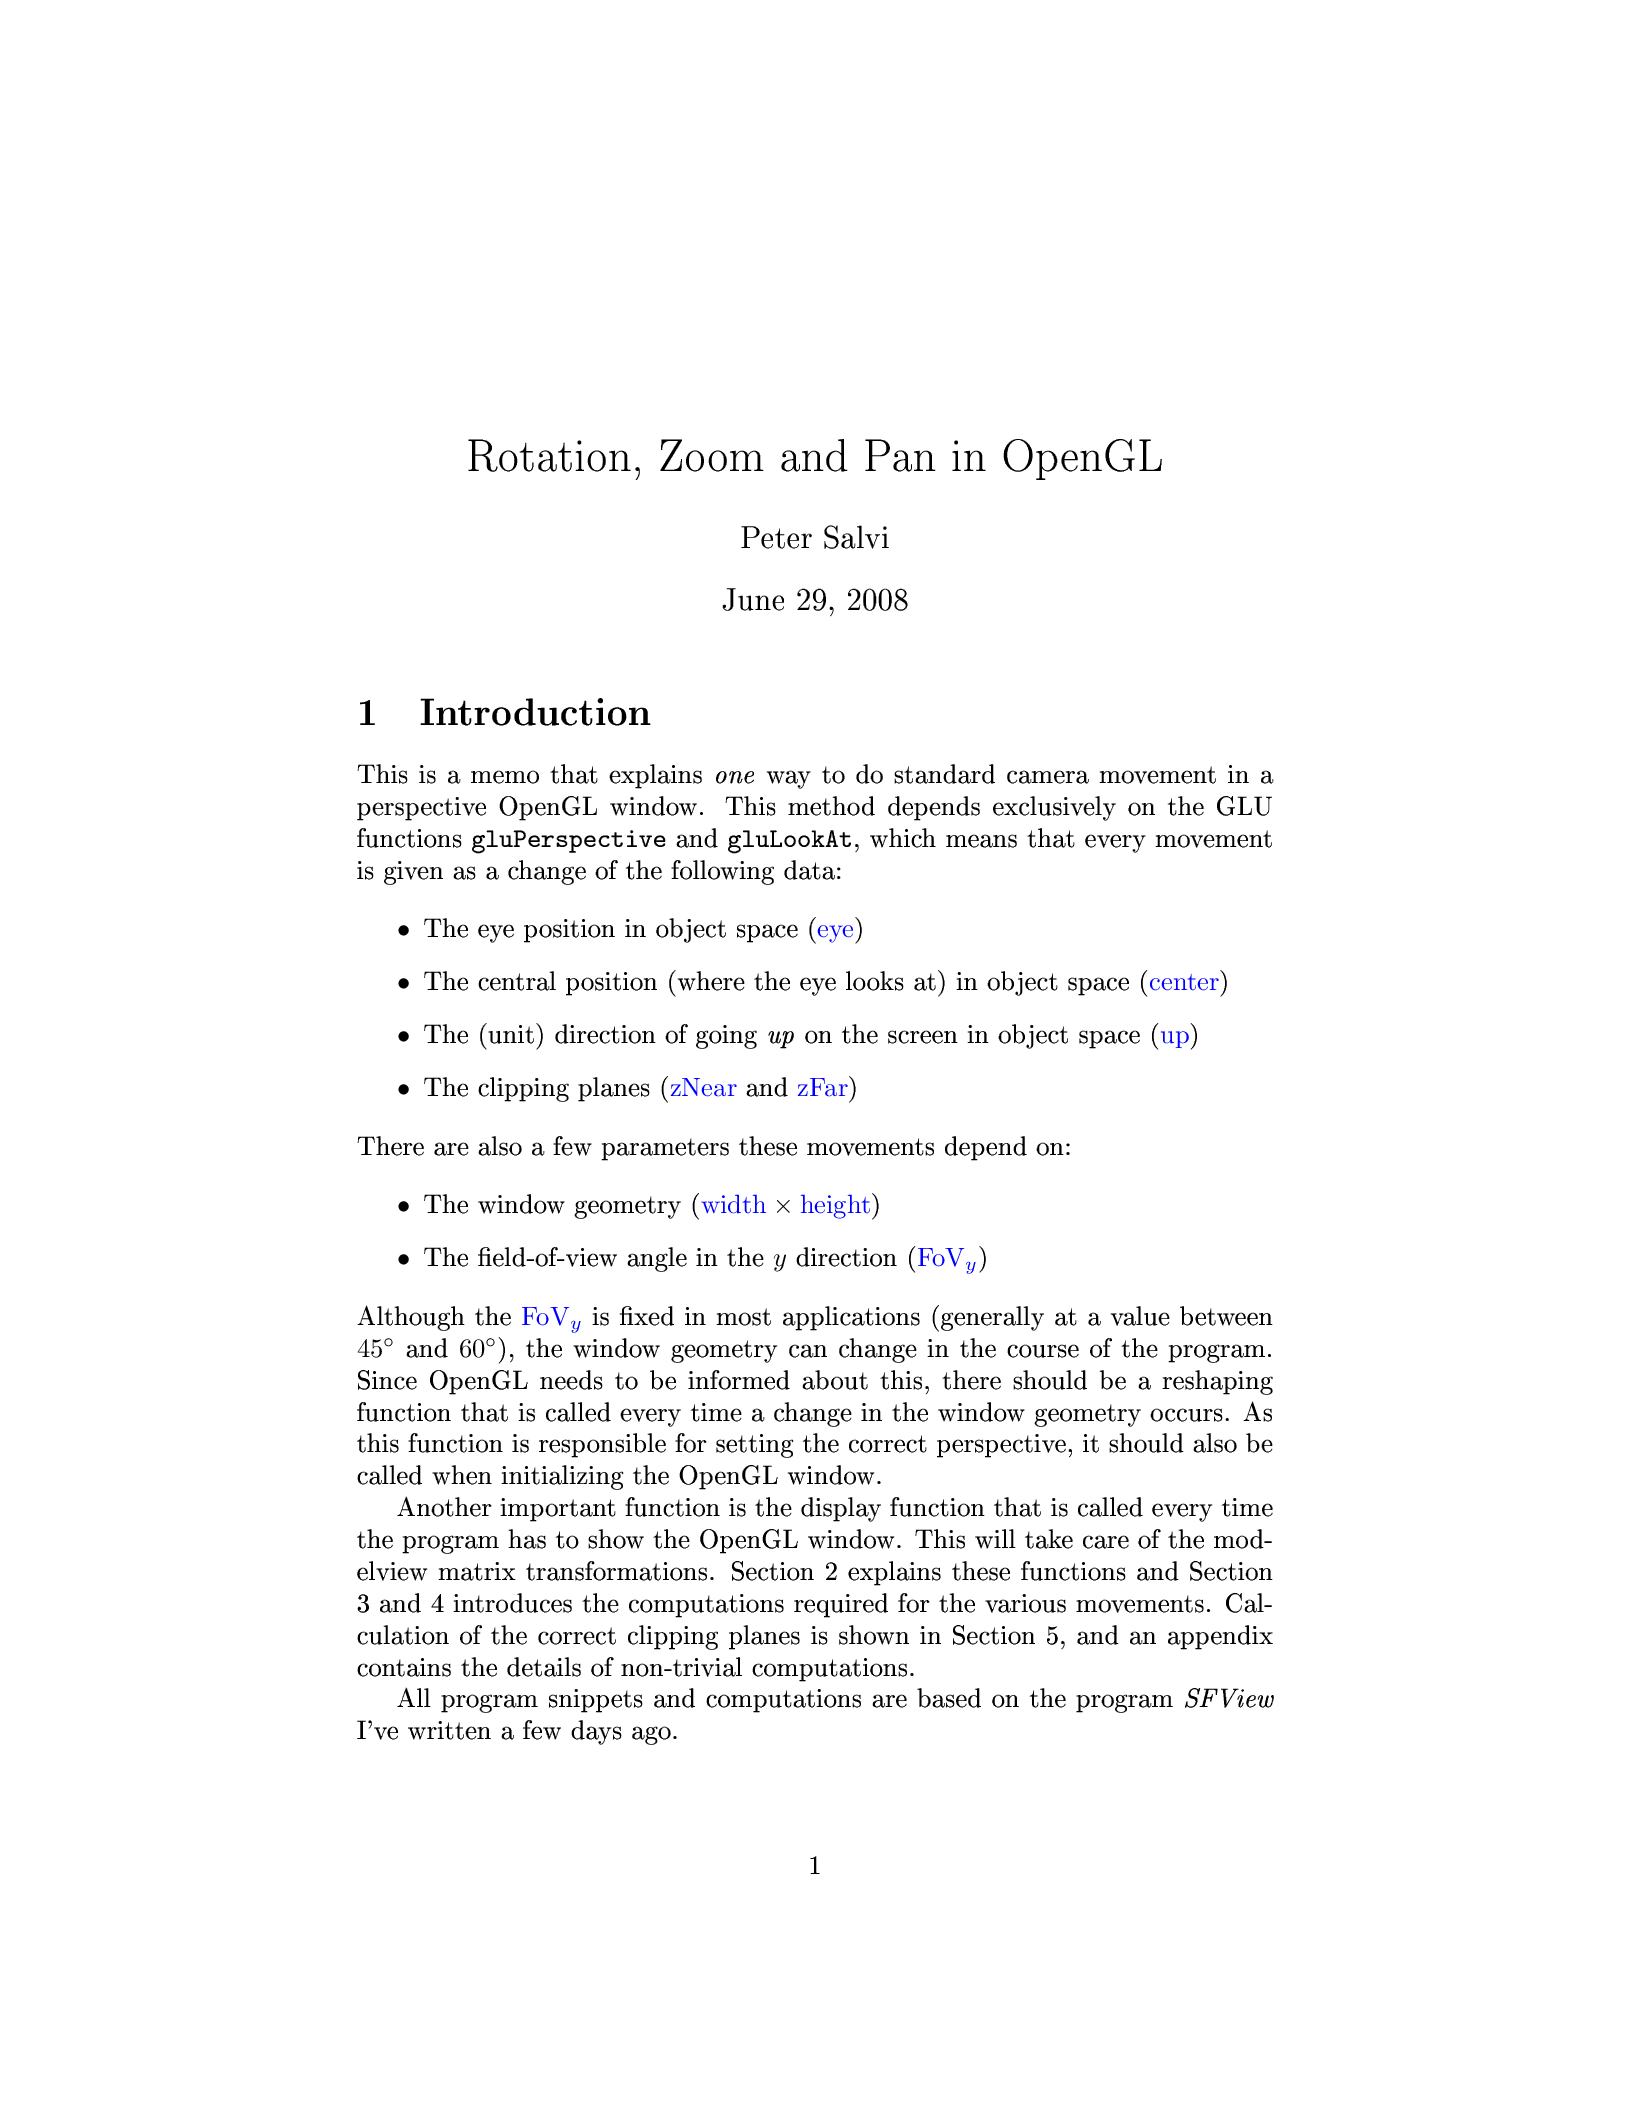 Rotation, Zoom and Pan in OpenGL
Peter Salvi
June 29, 2008
1 Introduction
This is a memo that explains one way to do standard camera movement in a
perspective OpenGL window. This method depends exclusively on the GLU
functions gluPerspective and gluLookAt, which means that every movement
is given as a change of the following data:
• The eye position in object space (eye)
• The central position (where the eye looks at) in object space (center)
• The (unit) direction of going up on the screen in object space (up)
• The clipping planes (zNear and zFar)
There are also a few parameters these movements depend on:
• The window geometry (width × height)
• The field-of-view angle in the y direction (FoVy)
Although the FoVy is fixed in most applications (generally at a value between
45° and 60°), the window geometry can change in the course of the program.
Since OpenGL needs to be informed about this, there should be a reshaping
function that is called every time a change in the window geometry occurs. As
this function is responsible for setting the correct perspective, it should also be
called when initializing the OpenGL window.
Another important function is the display function that is called every time
the program has to show the OpenGL window. This will take care of the mod-
elview matrix transformations. Section 2 explains these functions and Section
3 and 4 introduces the computations required for the various movements. Cal-
culation of the correct clipping planes is shown in Section 5, and an appendix
contains the details of non-trivial computations.
All program snippets and computations are based on the program SFView
I've written a few days ago.
1